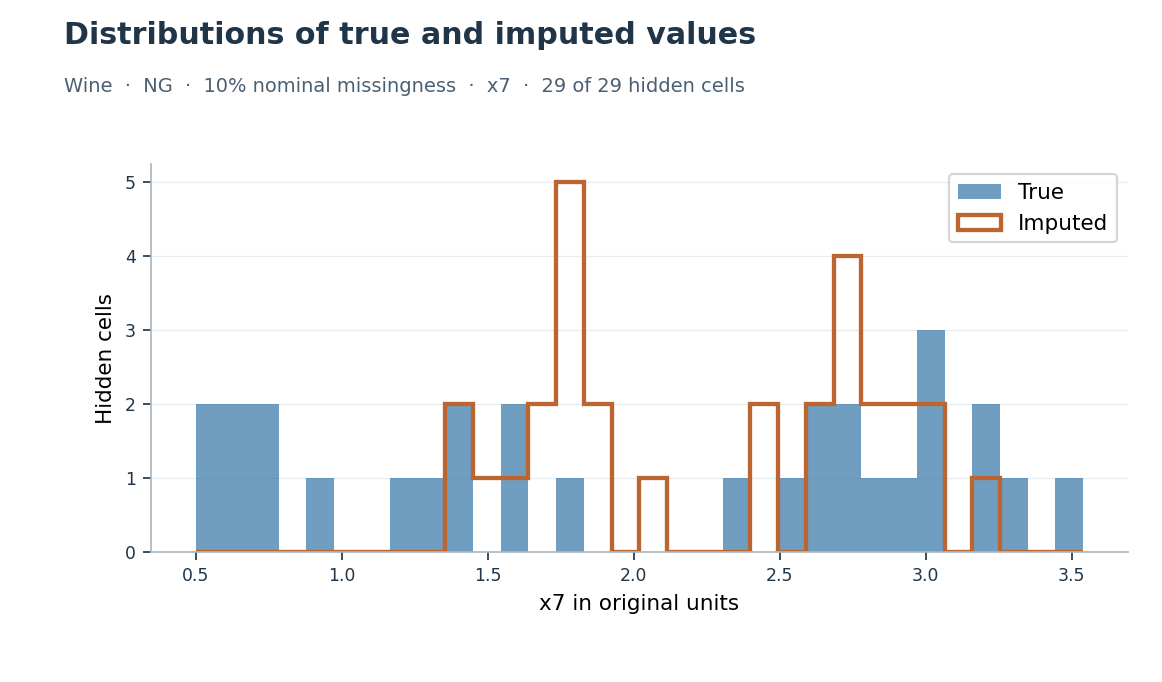 Distributions of true and imputed values
Wine · NG · 10% nominal missingness · x7 · 29 of 29 hidden cells
True
Imputed
Hidden cells
5
4
3
2
1
0
0.5 1.0 1.5 2.0 2.5 3.0 3.5
x7 in original units